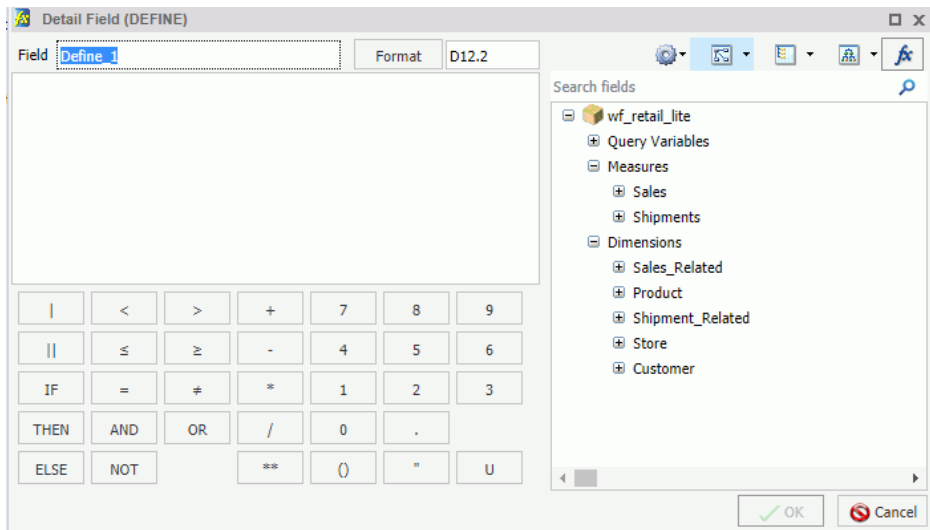 Detail Field (DEFINE)
Field Define_1 Format D12.2 fx
Search fields
wf_retail_lite
Query Variables
Measures
Sales
Shipments
Dimensions
Sales_Related
Product
Shipment_Related
Store
Customer
| < > + 7 8 9
|| ≤ ≥ - 4 5 6
IF = ≠ * 1 2 3
THEN AND OR / 0 .
ELSE NOT ** () " U
OK Cancel